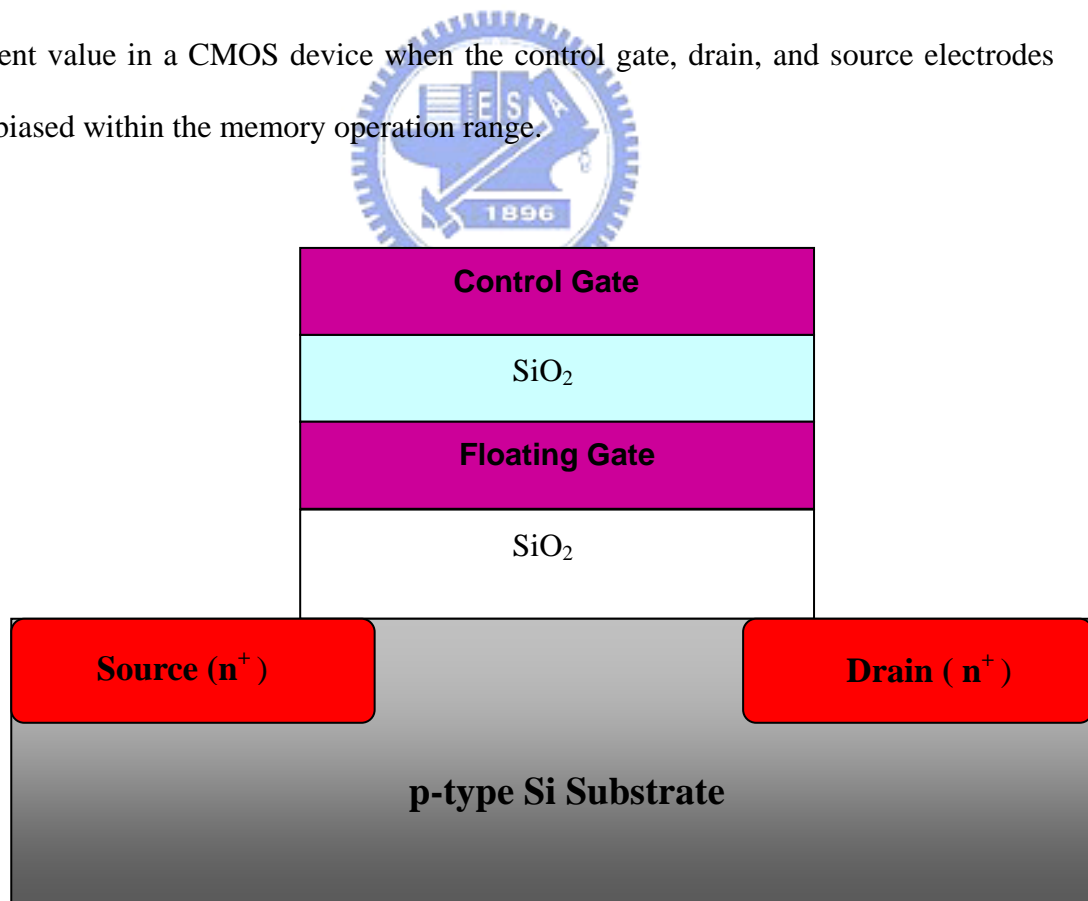 ent value in a CMOS device when the control gate, drain, and source electrodes
biased within the memory operation range.
E S A
1896
Control Gate
SiO₂
Floating Gate
SiO₂
Source (n⁺ )
Drain ( n⁺ )
p-type Si Substrate